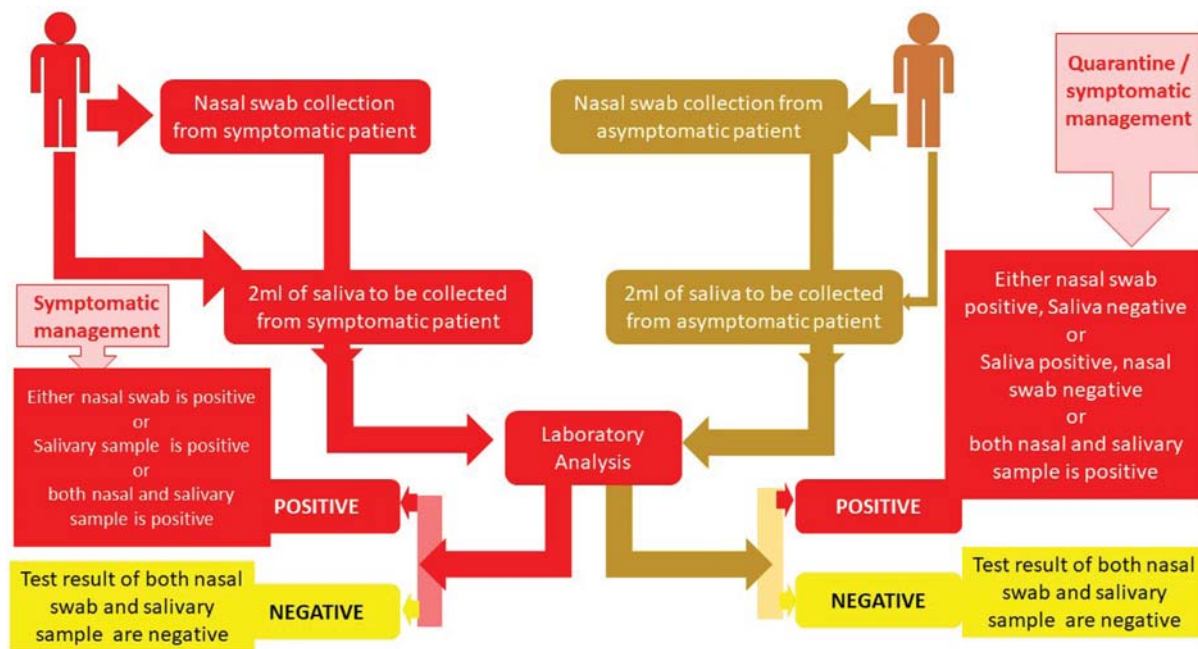 Nasal swab collection
from symptomatic patient
Nasal swab collection from
asymptomatic patient
Quarantine /
symptomatic
management
2ml of saliva to be collected
from symptomatic patient
2ml of saliva to be collected
from asymptomatic patient
Symptomatic
management
Either nasal swab is positive
or
Salivary sample is positive
or
both nasal and salivary
sample is positive
POSITIVE
Test result of both nasal
swab and salivary
sample are negative
NEGATIVE
Laboratory
Analysis
Either nasal swab
positive, Saliva negative
or
Saliva positive, nasal
swab negative
or
both nasal and salivary
sample is positive
POSITIVE
NEGATIVE
Test result of both nasal
swab and salivary
sample are negative